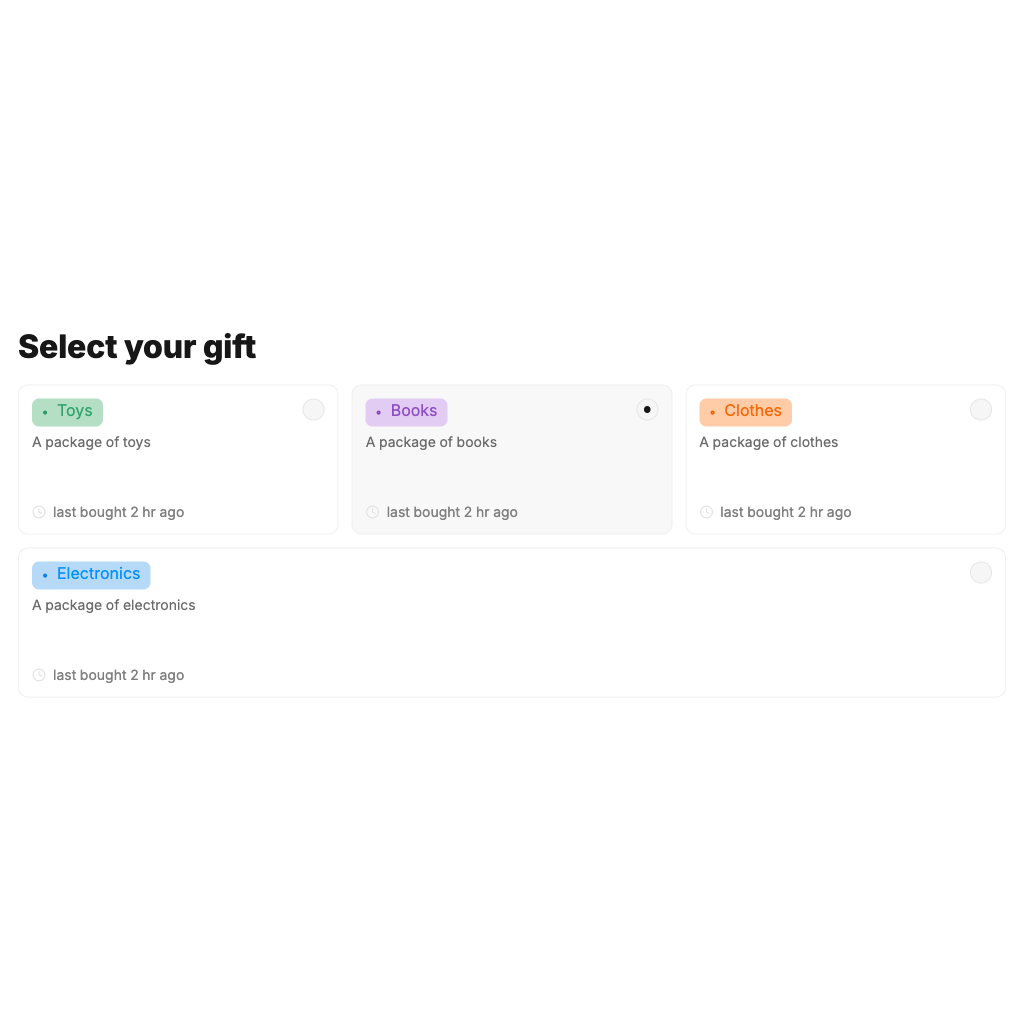 Select your gift
• Toys
A package of toys
last bought 2 hr ago
• Books
A package of books
last bought 2 hr ago
• Clothes
A package of clothes
last bought 2 hr ago
• Electronics
A package of electronics
last bought 2 hr ago